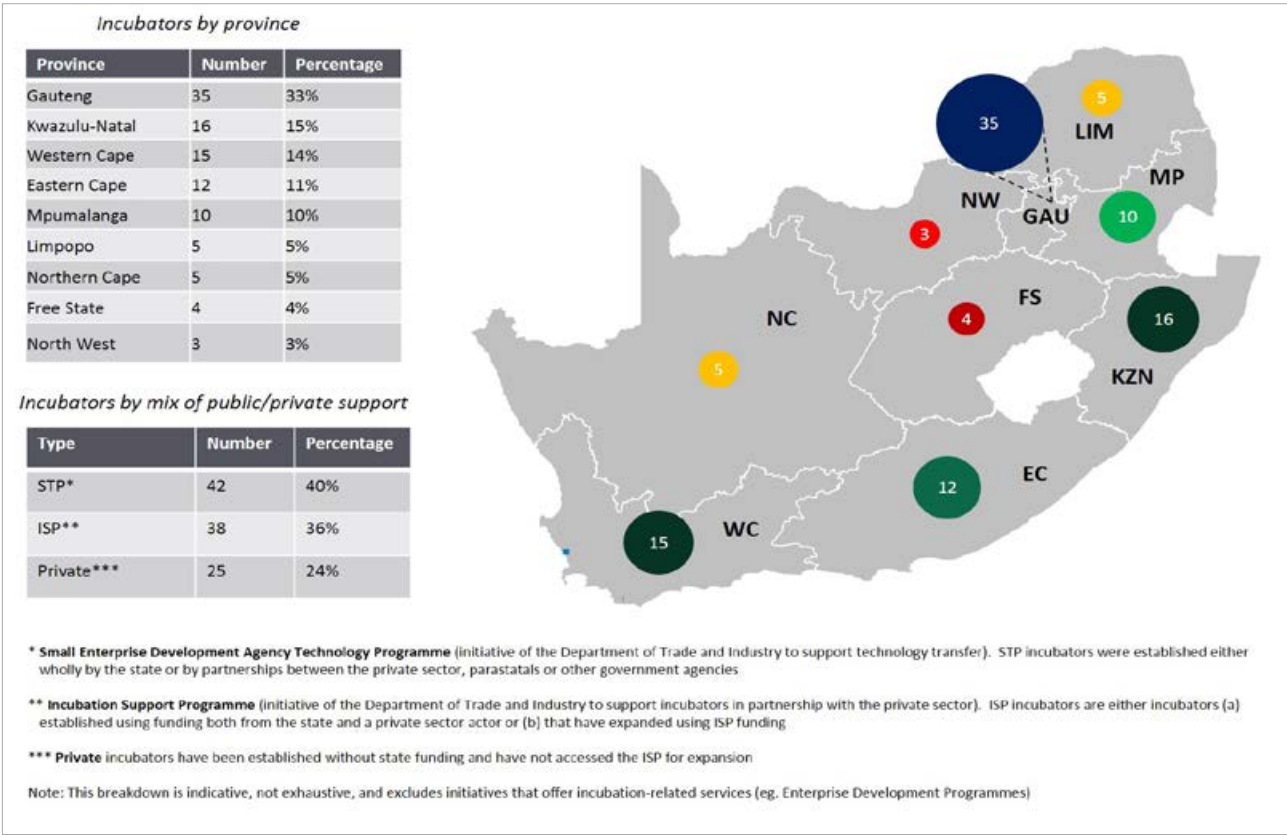 Incubators by province
Province Number Percentage
Gauteng 35 33%
Kwazulu-Natal 16 15%
Western Cape 15 14%
Eastern Cape 12 11%
Mpumalanga 10 10%
Limpopo 5 5%
Northern Cape 5 5%
Free State 4 4%
North West 3 3%
Incubators by mix of public/private support
Type Number Percentage
STP* 42 40%
ISP** 38 36%
Private*** 25 24%
35
5
LIM
MP
NW
GAU
10
3
FS
NC
4
16
5
KZN
EC
12
WC
15
* Small Enterprise Development Agency Technology Programme (initiative of the Department of Trade and Industry to support technology transfer). STP incubators were established either
wholly by the state or by partnerships between the private sector, parastatals or other government agencies
** Incubation Support Programme (initiative of the Department of Trade and Industry to support incubators in partnership with the private sector). ISP incubators are either incubators (a)
established using funding both from the state and a private sector actor or (b) that have expanded using ISP funding
*** Private incubators have been established without state funding and have not accessed the ISP for expansion
Note: This breakdown is indicative, not exhaustive, and excludes initiatives that offer incubation-related services (eg. Enterprise Development Programmes)